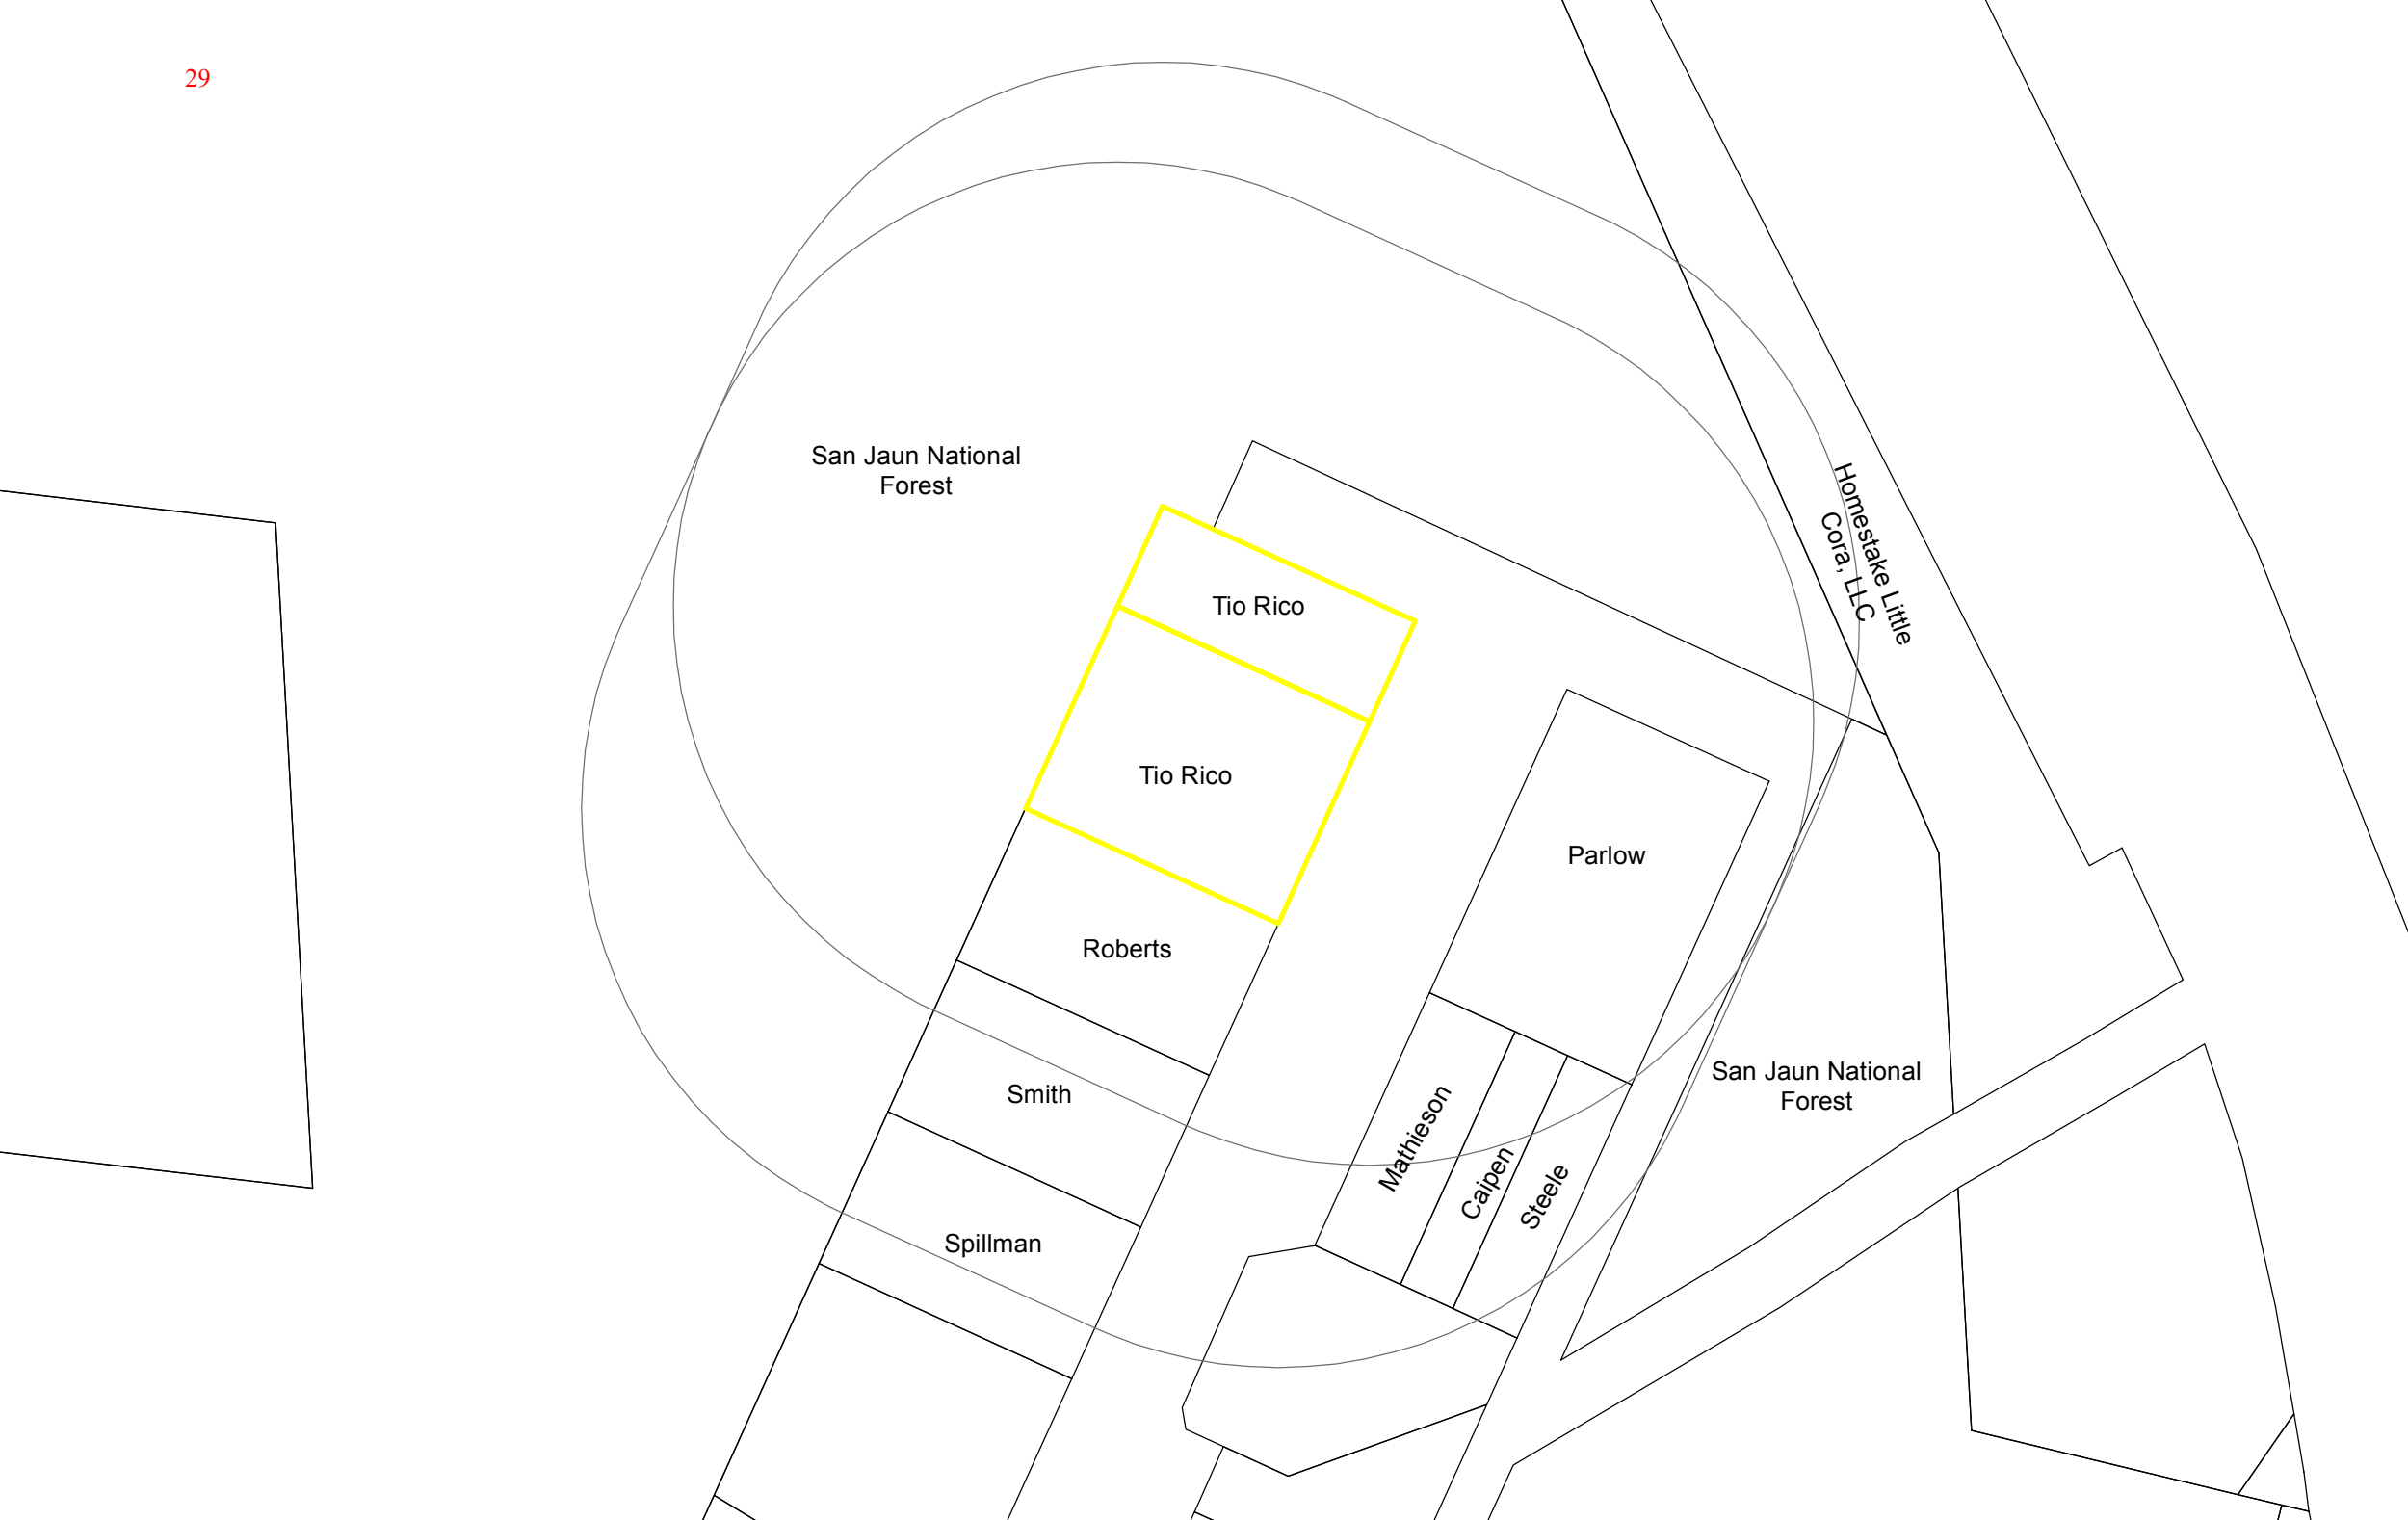 29
San Jaun National
Forest
Tio Rico
Homestake Little
Cora, LLC
Tio Rico
Parlow
Roberts
Smith
Mathieson
Caipen
Steele
San Jaun National
Forest
Spillman